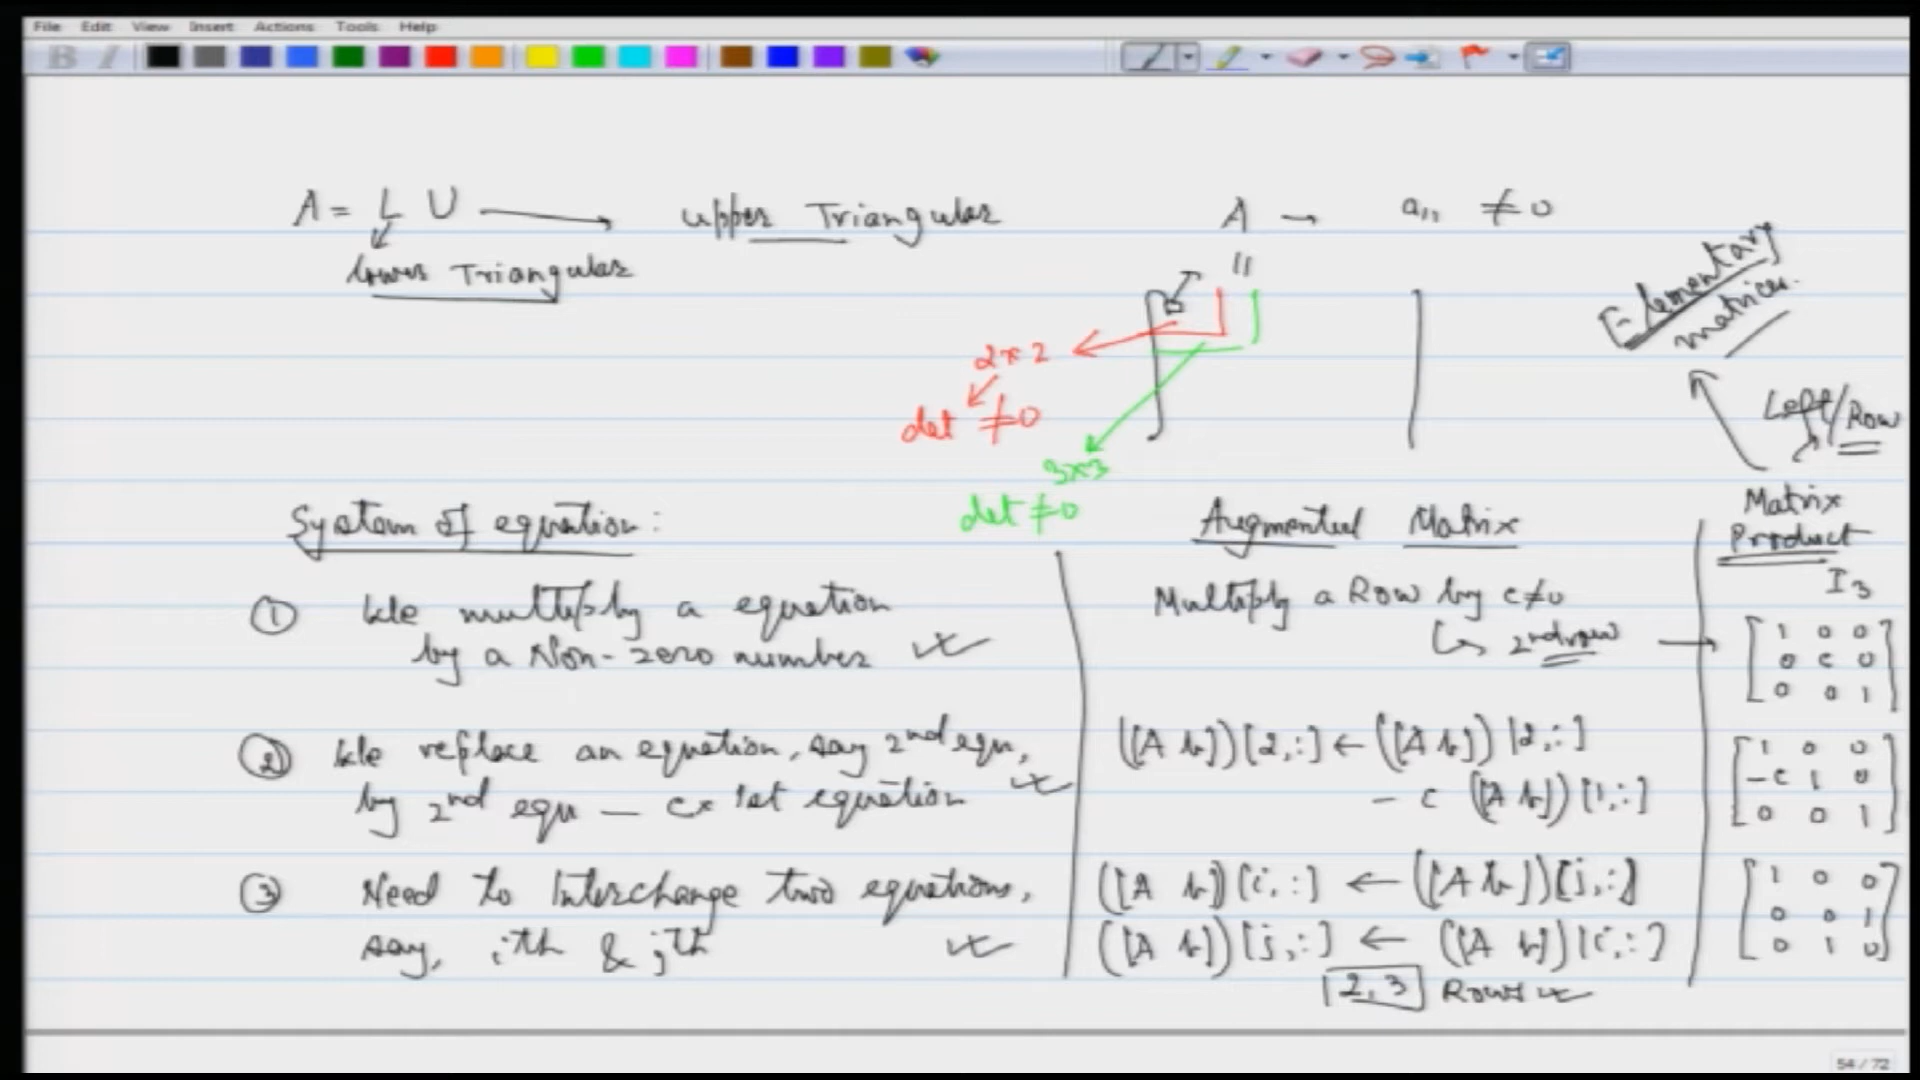 File Edit View Insert Actions Tools Help
B I
A = L U → upper Triangular
lower Triangular
A → a₁₁ ≠ 0
||
2×2
det ≠ 0
3×3
det ≠ 0
Elementary
matrices.
Left/Row
System of equation:
① We multiply a equation
by a Non-zero number
② We replace an equation, say 2nd equ,
by 2nd equ — c× 1st equation
③ Need to Interchange two equations,
say, ith & jth
Augmented Matrix
Multiply a Row by c≠0
↳ 2nd row →
([A b])[2,:] ← ([A b])[2,:]
- c ([A b])[1,:]
([A b])[i,:] ← ([A b])[j,:]
([A b])[j,:] ← ([A b])[i,:]
2,3 Rows
Matrix
Product
I₃
1 0 0
0 c 0
0 0 1
1 0 0
-c 1 0
0 0 1
1 0 0
0 0 1
0 1 0
54 / 72